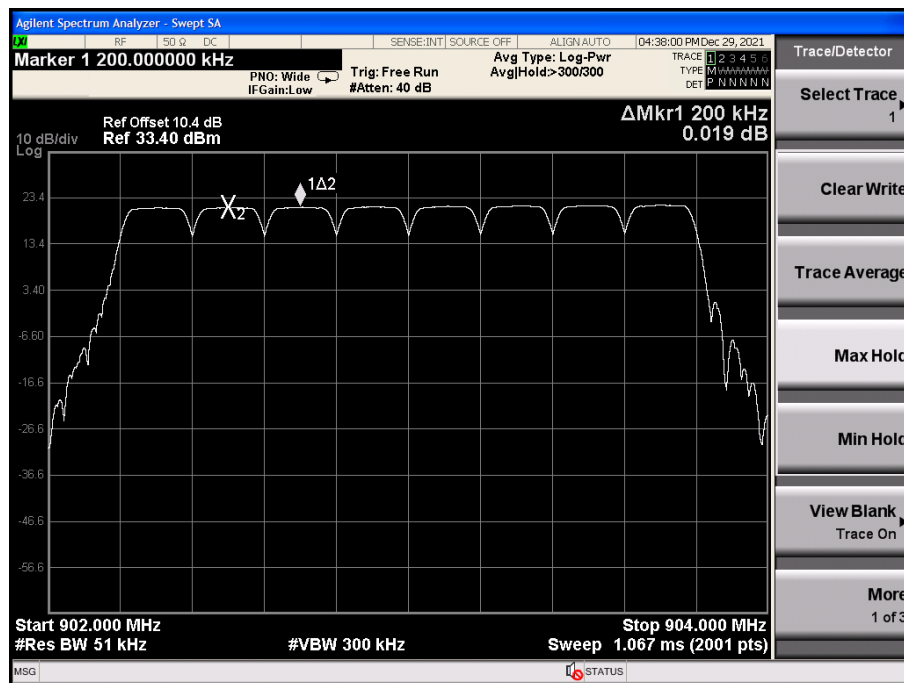 Agilent Spectrum Analyzer - Swept SA
LXI RF 50 Ω DC SENSE:INT SOURCE OFF ALIGN AUTO 04:38:00 PM Dec 29, 2021
Marker 1 200.000000 kHz
PNO: Wide
IFGain:Low
Trig: Free Run
#Atten: 40 dB
Avg Type: Log-Pwr
Avg|Hold:>300/300
TRACE 1 2 3 4 5 6
TYPE M WWWWW
DET P N N N N N
Trace/Detector
Select Trace
1
Clear Write
Trace Average
Max Hold
Min Hold
View Blank
Trace On
More
1 of 3
ΔMkr1 200 kHz
0.019 dB
Ref Offset 10.4 dB
10 dB/div Ref 33.40 dBm
Log
1Δ2
X2
23.4
13.4
3.40
-6.60
-16.6
-26.6
-36.6
-46.6
-56.6
Start 902.000 MHz Stop 904.000 MHz
#Res BW 51 kHz #VBW 300 kHz Sweep 1.067 ms (2001 pts)
MSG STATUS